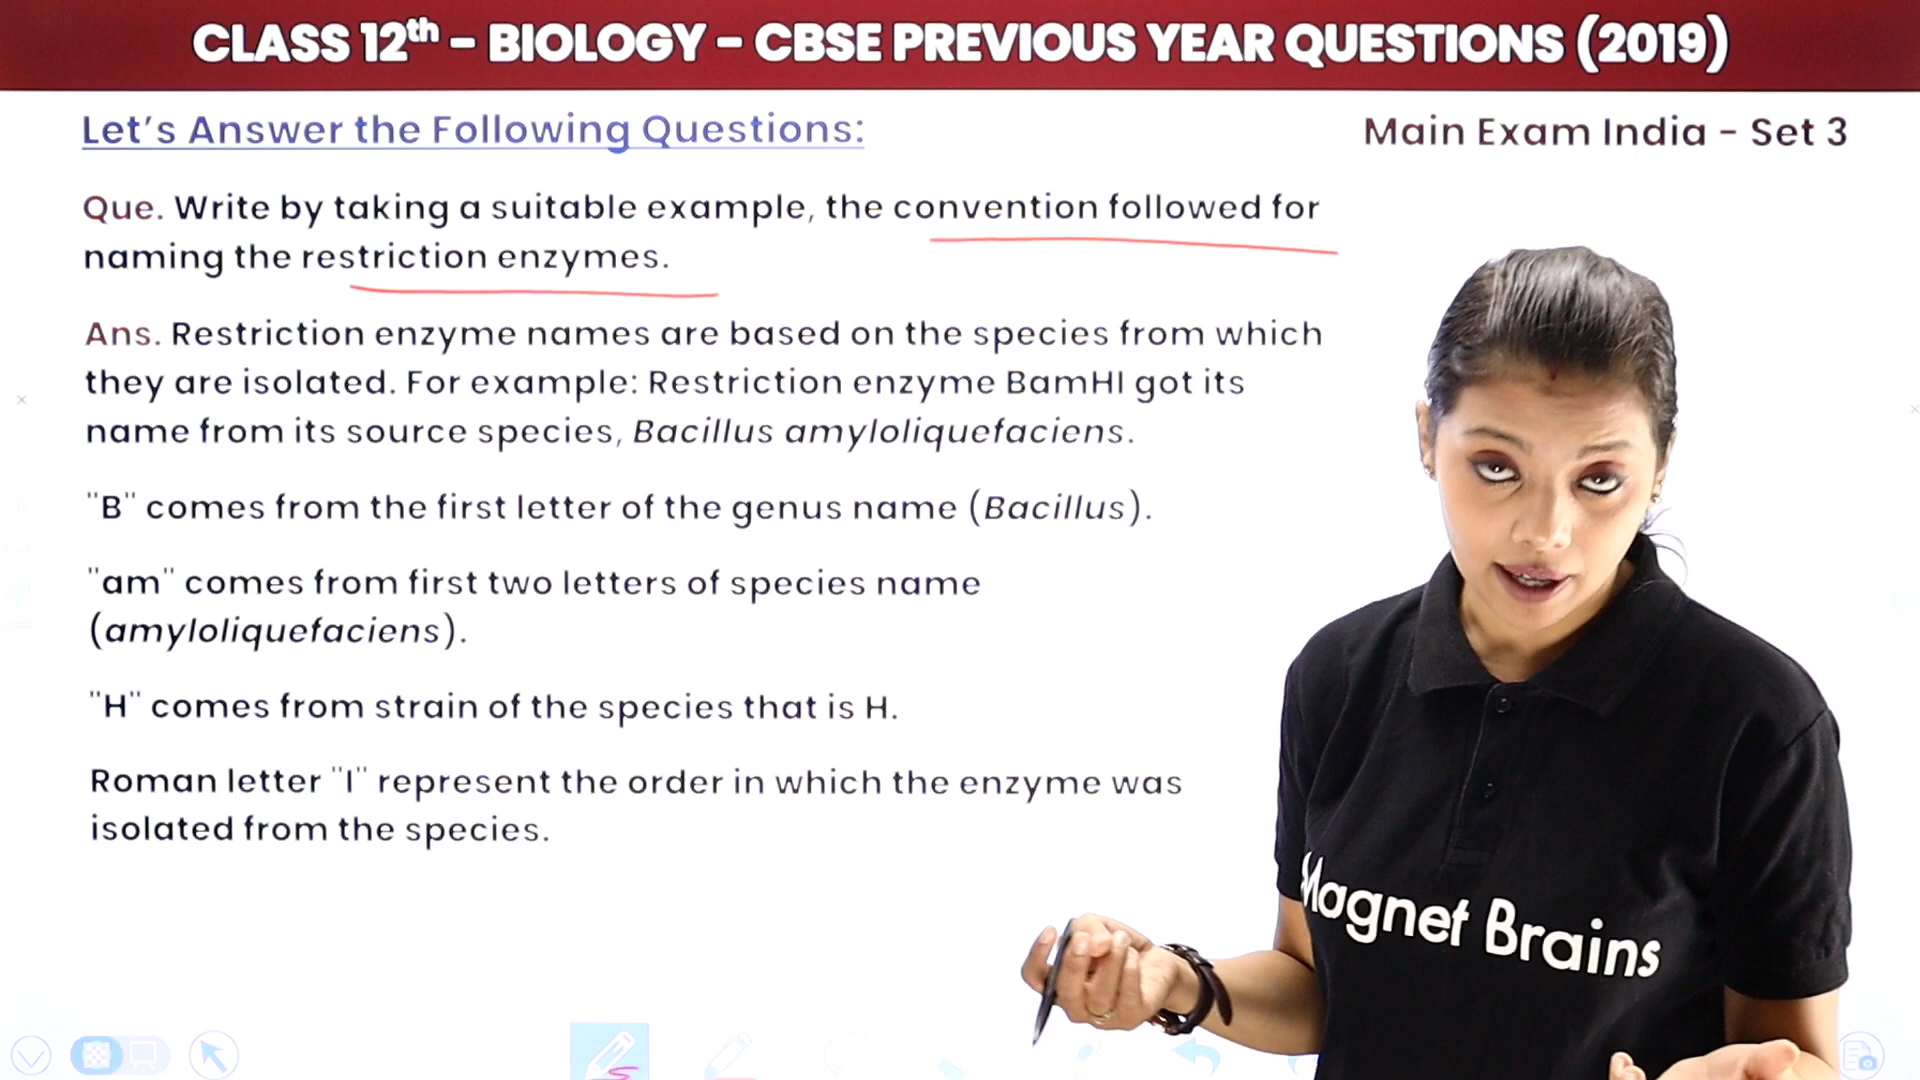 CLASS 12th - BIOLOGY - CBSE PREVIOUS YEAR QUESTIONS (2019)
Let's Answer the Following Questions:
Main Exam India - Set 3
Que. Write by taking a suitable example, the convention followed for
naming the restriction enzymes.
Ans. Restriction enzyme names are based on the species from which
they are isolated. For example: Restriction enzyme BamHI got its
name from its source species, Bacillus amyloliquefaciens.
"B" comes from the first letter of the genus name (Bacillus).
"am" comes from first two letters of species name
(amyloliquefaciens).
"H" comes from strain of the species that is H.
Roman letter "I" represent the order in which the enzyme was
isolated from the species.
Magnet Brains